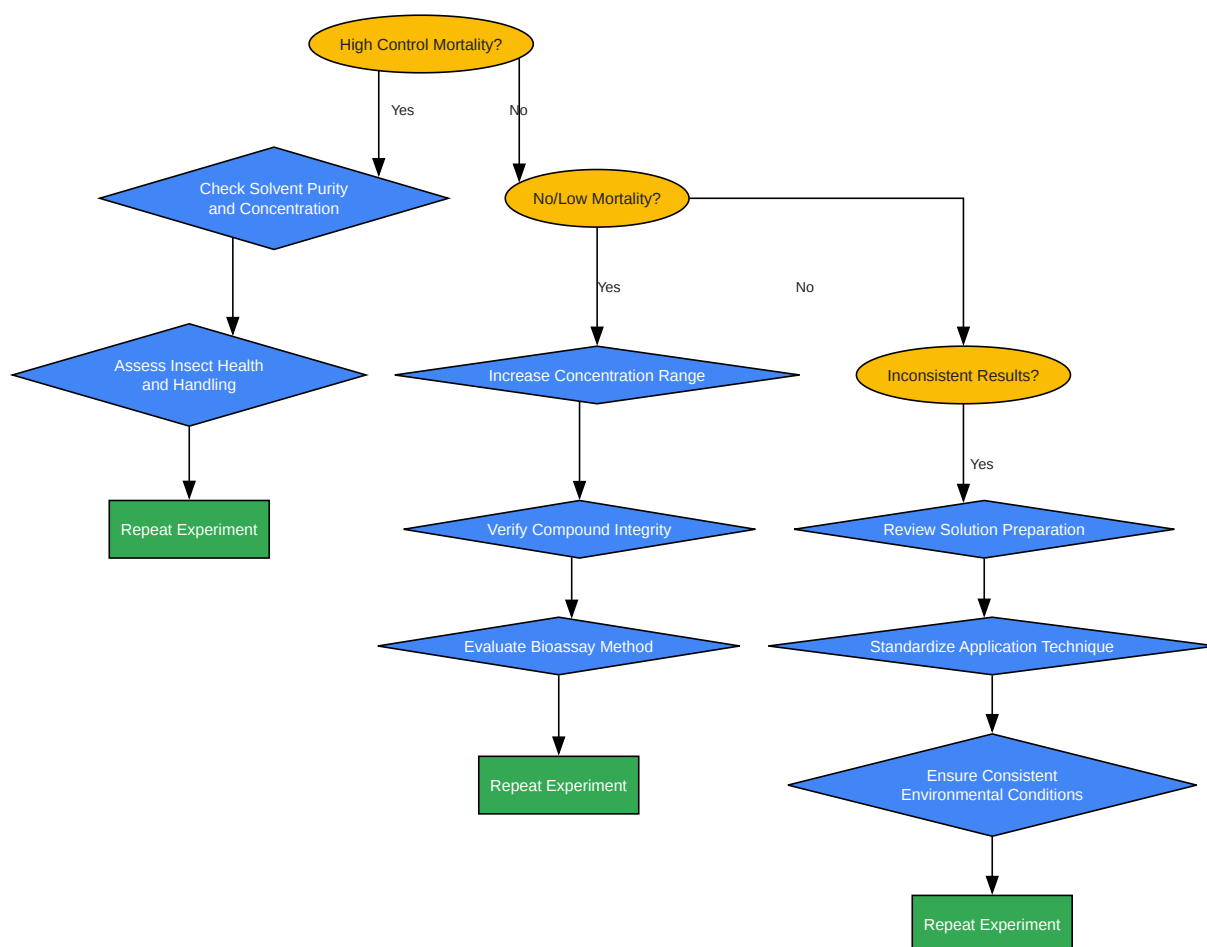 High Control Mortality?
Yes
No
Check Solvent Purity
and Concentration
No/Low Mortality?
Yes
No
Assess Insect Health
and Handling
Increase Concentration Range
Inconsistent Results?
Yes
Repeat Experiment
Verify Compound Integrity
Review Solution Preparation
Evaluate Bioassay Method
Standardize Application Technique
Repeat Experiment
Ensure Consistent
Environmental Conditions
Repeat Experiment